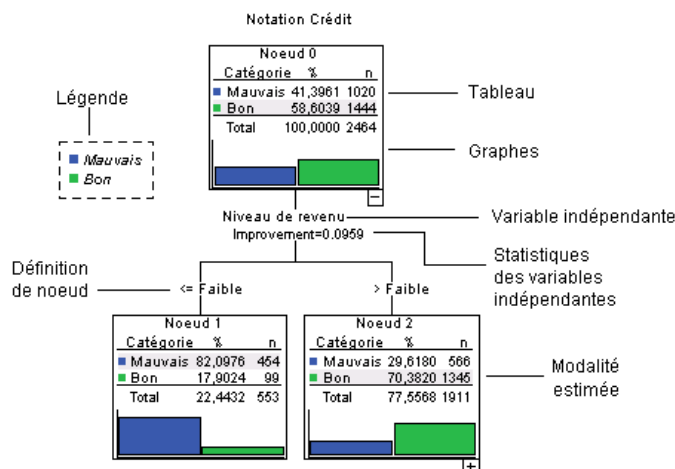 Notation Crédit
Noeud 0
Catégorie % n
Mauvais 41,3961 1020
Bon 58,6039 1444
Total 100,0000 2464
Légende
Mauvais
Bon
Tableau
Graphes
Niveau de revenu
Improvement=0.0959
Variable indépendante
Statistiques
des variables
indépendantes
Définition
de noeud
<= Faible
> Faible
Noeud 1
Catégorie % n
Mauvais 82,0976 454
Bon 17,9024 99
Total 22,4432 553
Noeud 2
Catégorie % n
Mauvais 29,6180 566
Bon 70,3820 1345
Total 77,5568 1911
Modalité
estimée